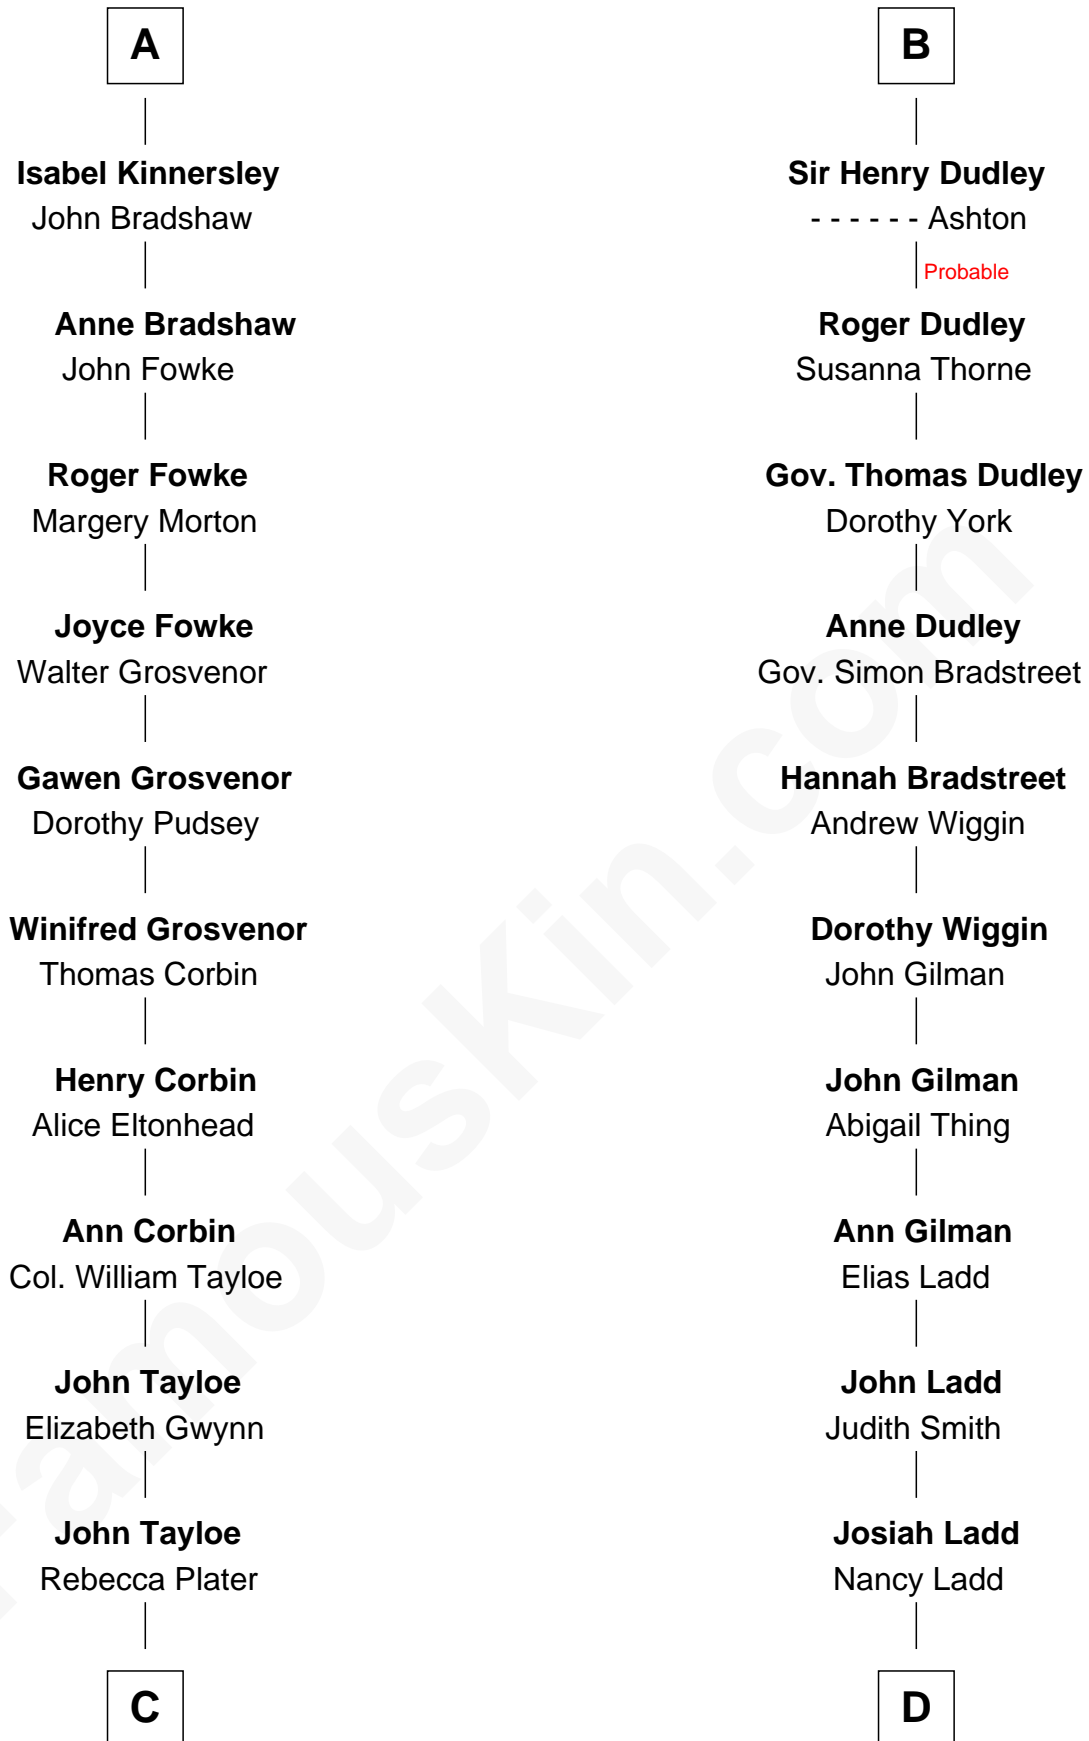 A
Isabel Kinnersley
John Bradshaw
Anne Bradshaw
John Fowke
Roger Fowke
Margery Morton
Joyce Fowke
Walter Grosvenor
Gawen Grosvenor
Dorothy Pudsey
Winifred Grosvenor
Thomas Corbin
Henry Corbin
Alice Eltonhead
Ann Corbin
Col. William Tayloe
John Tayloe
Elizabeth Gwynn
John Tayloe
Rebecca Plater
C
B
Sir Henry Dudley
- - - - - - Ashton
Probable
Roger Dudley
Susanna Thorne
Gov. Thomas Dudley
Dorothy York
Anne Dudley
Gov. Simon Bradstreet
Hannah Bradstreet
Andrew Wiggin
Dorothy Wiggin
John Gilman
John Gilman
Abigail Thing
Ann Gilman
Elias Ladd
John Ladd
Judith Smith
Josiah Ladd
Nancy Ladd
D
FamousKin.com